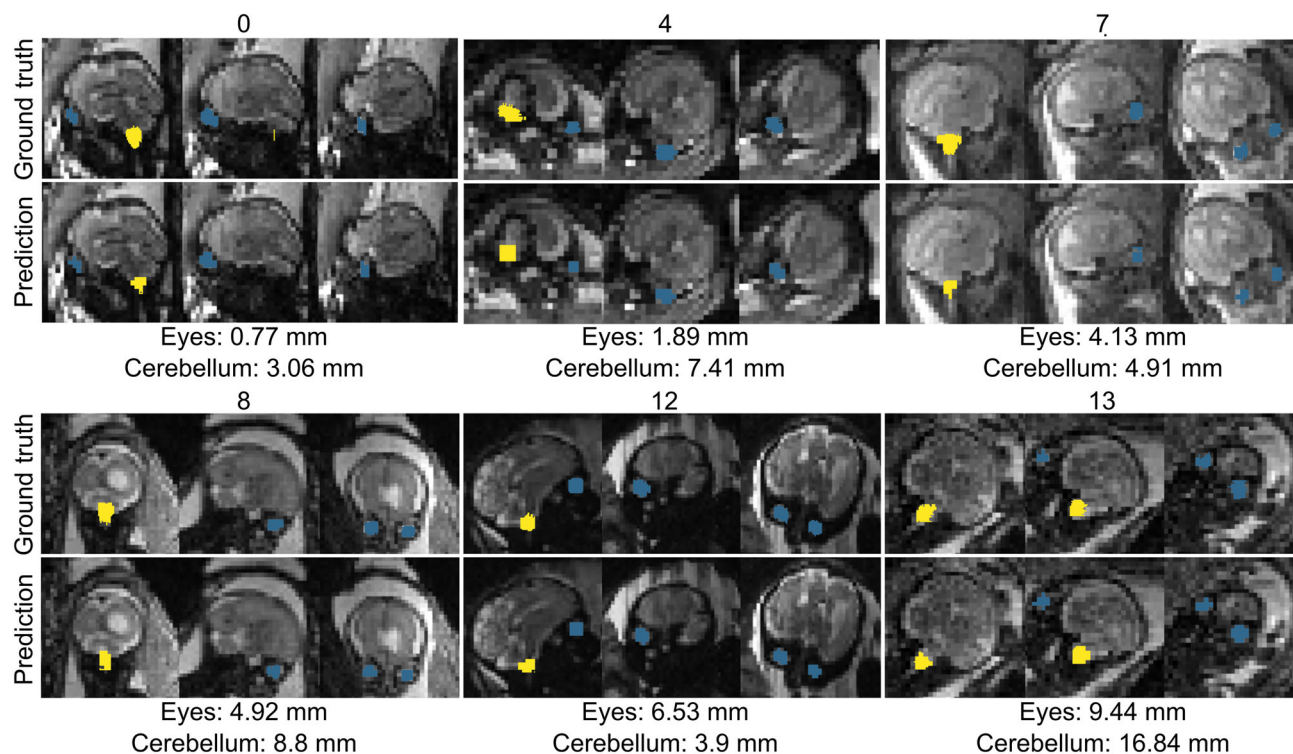 0
4
7
Ground truth
Prediction
Eyes: 0.77 mm
Cerebellum: 3.06 mm
Eyes: 1.89 mm
Cerebellum: 7.41 mm
Eyes: 4.13 mm
Cerebellum: 4.91 mm
8
12
13
Ground truth
Prediction
Eyes: 4.92 mm
Cerebellum: 8.8 mm
Eyes: 6.53 mm
Cerebellum: 3.9 mm
Eyes: 9.44 mm
Cerebellum: 16.84 mm